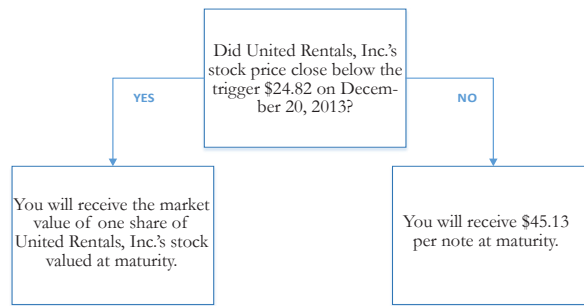 Did United Rentals, Inc.'s
stock price close below the
trigger $24.82 on Decem-
ber 20, 2013?
YES
NO
You will receive the market
value of one share of
United Rentals, Inc.'s stock
valued at maturity.
You will receive $45.13
per note at maturity.